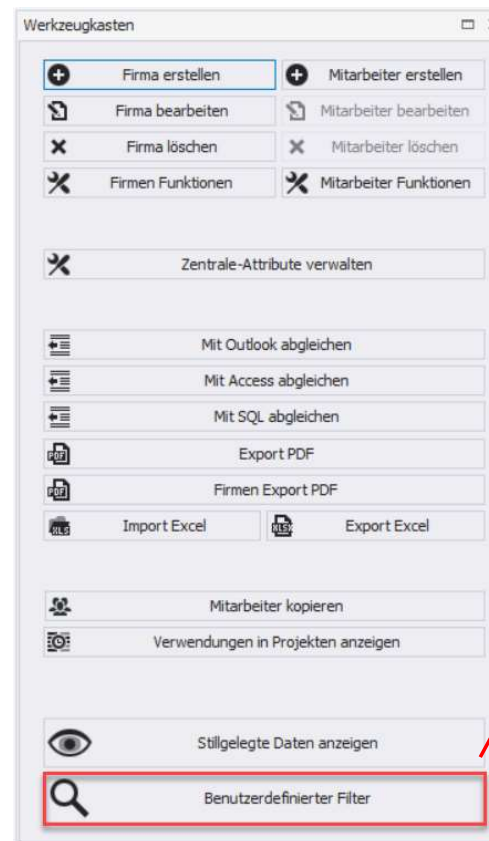 Werkzeugkasten
Firma erstellen Mitarbeiter erstellen
Firma bearbeiten Mitarbeiter bearbeiten
Firma löschen Mitarbeiter löschen
Firmen Funktionen Mitarbeiter Funktionen
Zentrale-Attribute verwalten
Mit Outlook abgleichen
Mit Access abgleichen
Mit SQL abgleichen
PDF Export PDF
PDF Firmen Export PDF
XLS Import Excel XLSX Export Excel
Mitarbeiter kopieren
Verwendungen in Projekten anzeigen
Stillgelegte Daten anzeigen
Benutzerdefinierter Filter